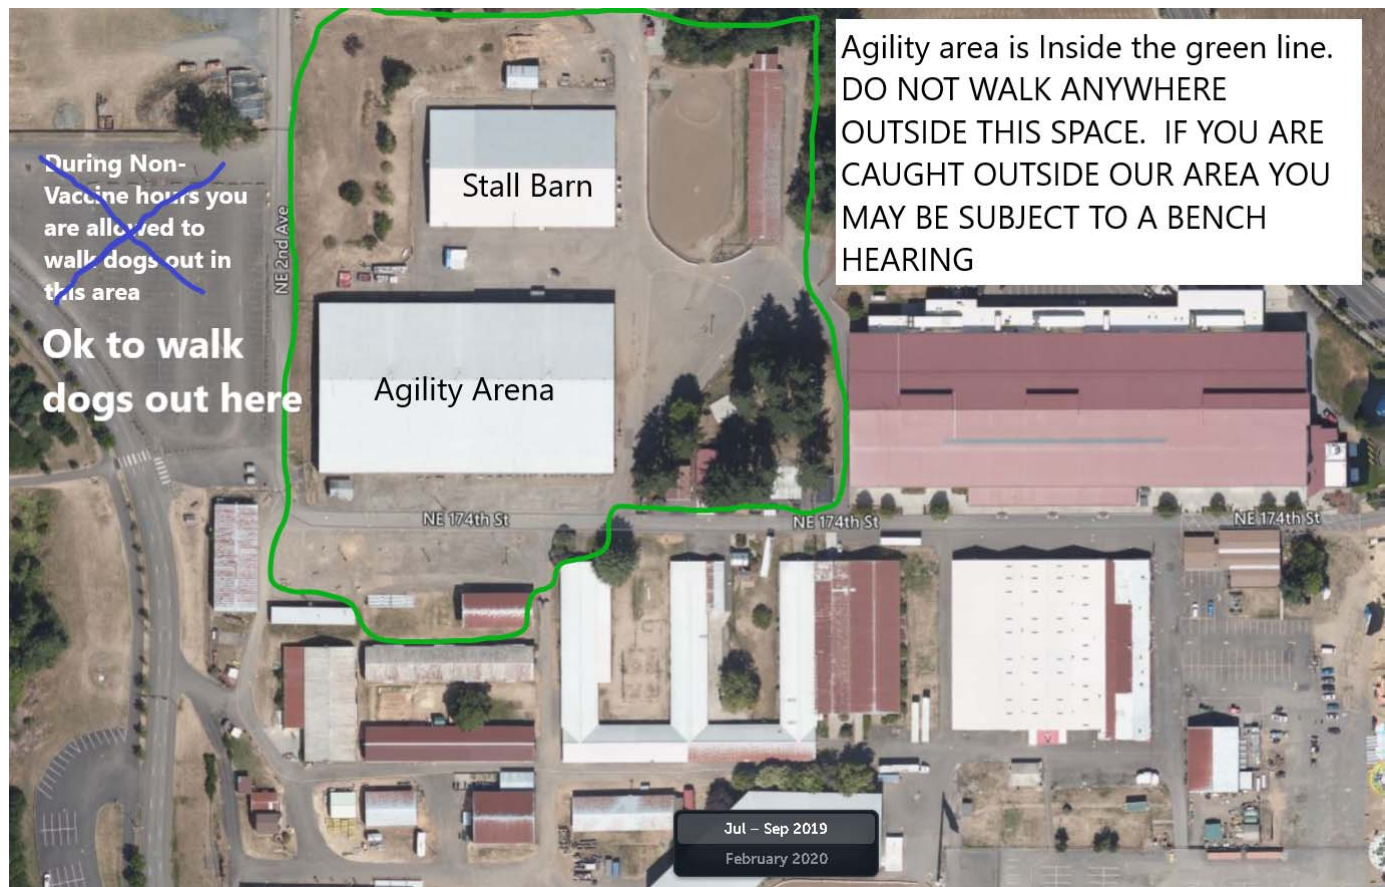 Agility area is Inside the green line.
DO NOT WALK ANYWHERE
OUTSIDE THIS SPACE.  IF YOU ARE
CAUGHT OUTSIDE OUR AREA YOU
MAY BE SUBJECT TO A BENCH
HEARING
During Non-
Vaccine hours you
are allowed to
walk dogs out in
this area
Ok to walk
dogs out here
NE 2nd Ave
Stall Barn
Agility Arena
NE 174th St
NE 174th St
NE 174th St
Jul – Sep 2019
February 2020